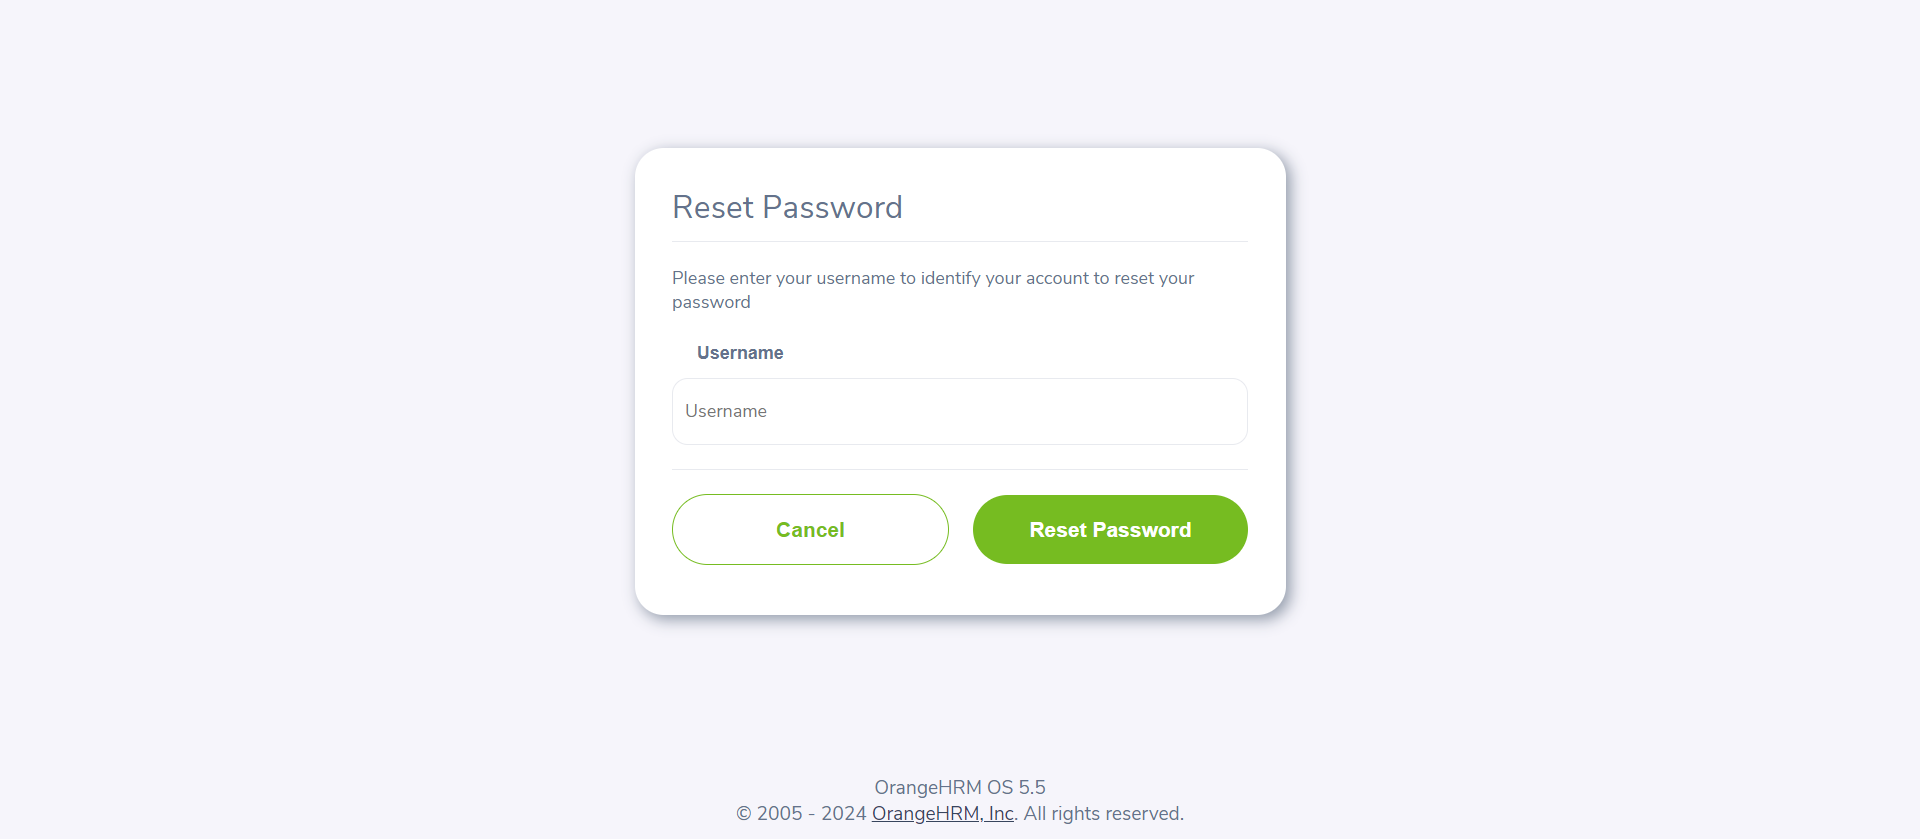 Reset Password
Please enter your username to identify your account to reset your
password
Username
Username
Cancel
Reset Password
OrangeHRM OS 5.5
© 2005 - 2024 OrangeHRM, Inc. All rights reserved.